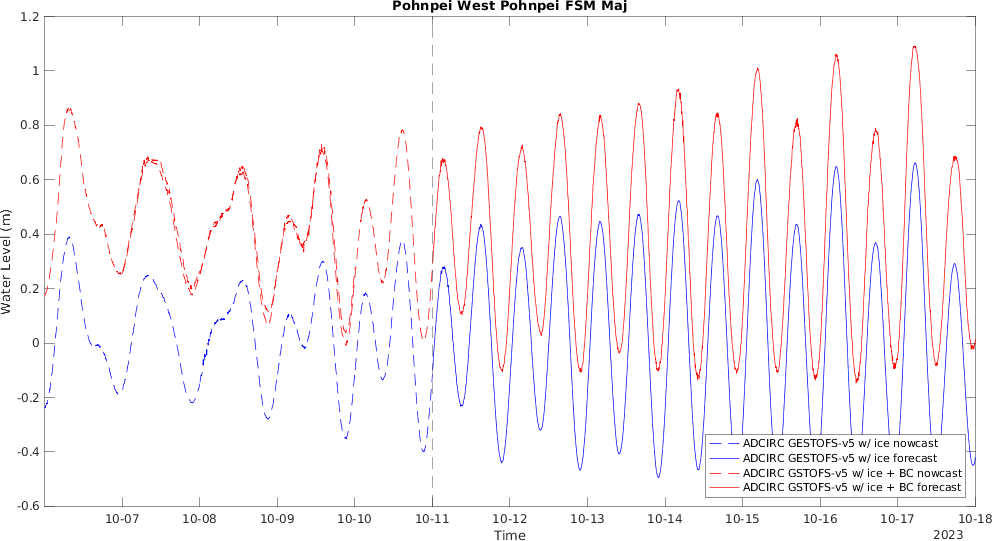 Pohnpei West Pohnpei FSM Maj
1.2
1
0.8
0.6
0.4
0.2
0
-0.2
-0.4
-0.6
Water Level (m)
10-07 10-08 10-09 10-10 10-11 10-12 10-13 10-14 10-15 10-16 10-17 10-18
Time
2023
ADCIRC GESTOFS-v5 w/ ice nowcast
ADCIRC GESTOFS-v5 w/ ice forecast
ADCIRC GSTOFS-v5 w/ ice + BC nowcast
ADCIRC GSTOFS-v5 w/ ice + BC forecast